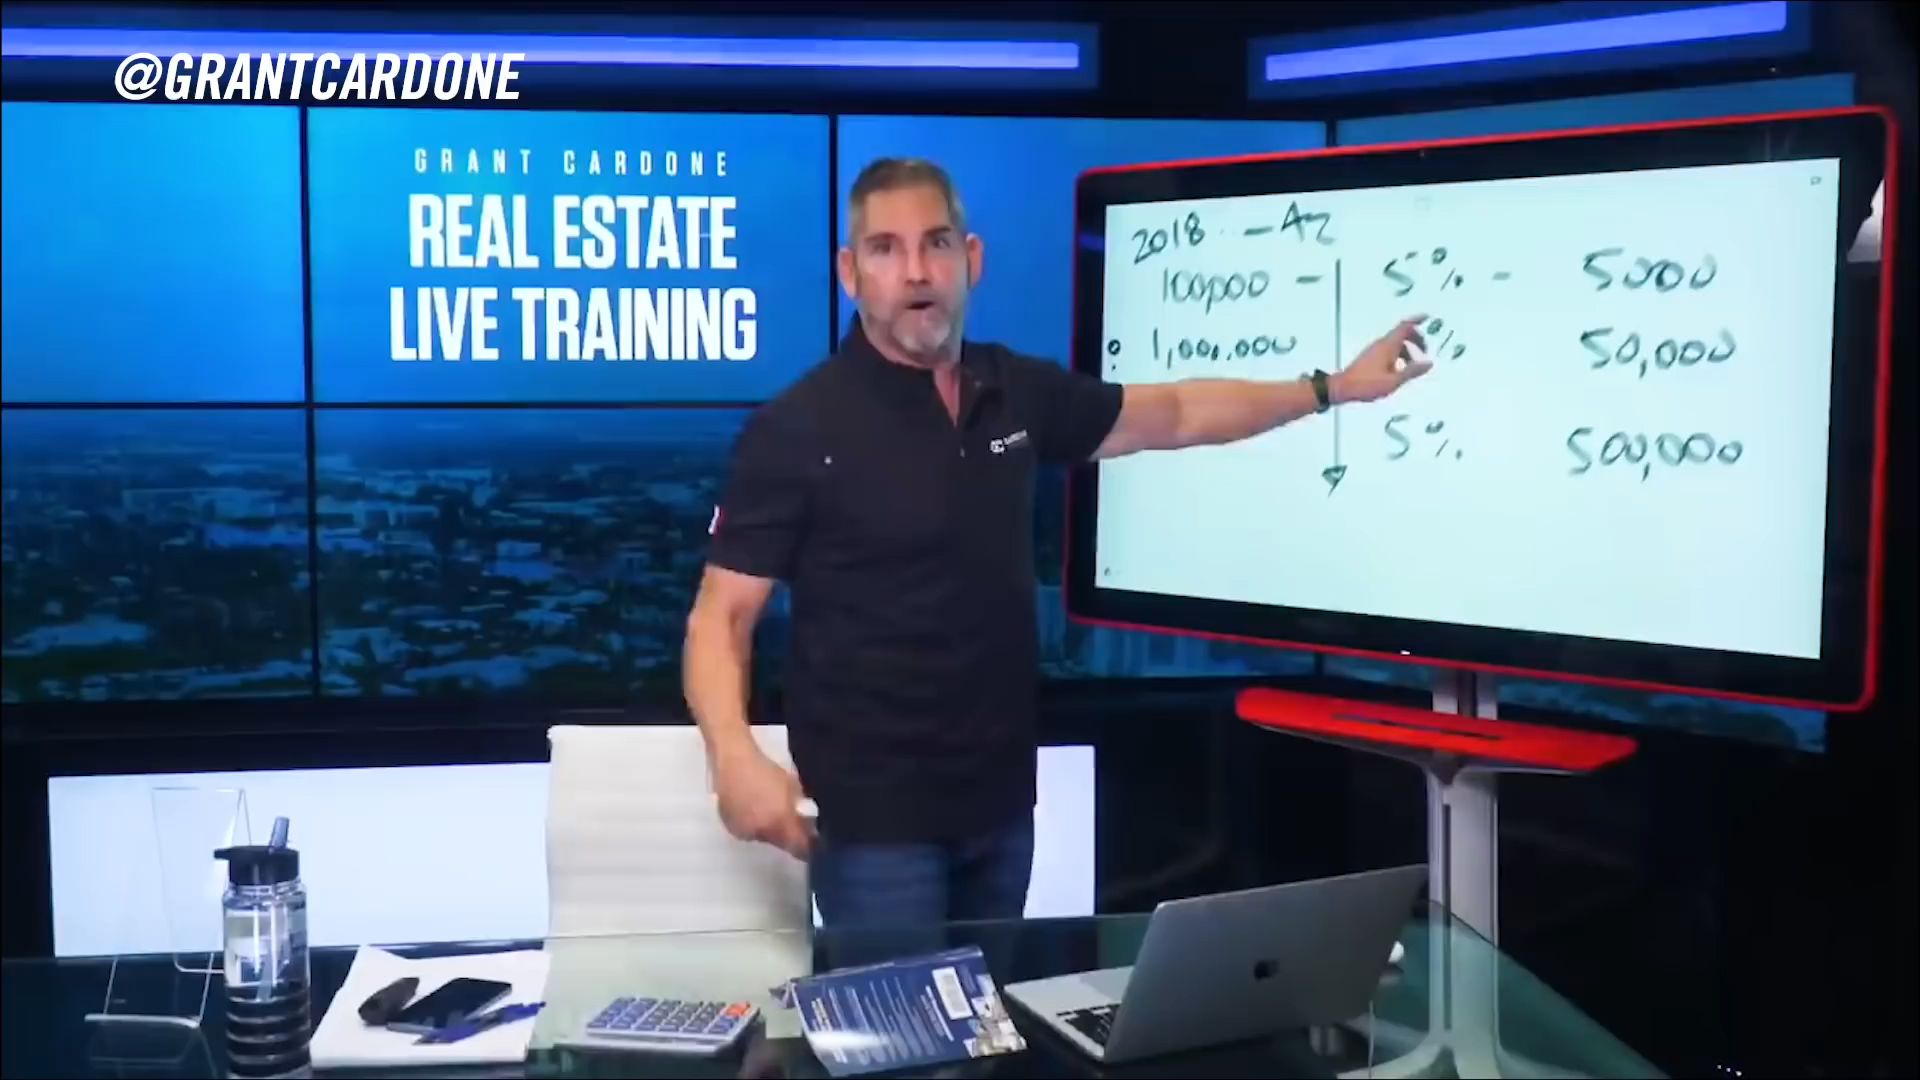 @GRANTCARDONE
GRANT CARDONE
REAL ESTATE
LIVE TRAINING
2018 - Az
100,000 - 5% - 5000
1,000,000 % 50,000
5% 500,000